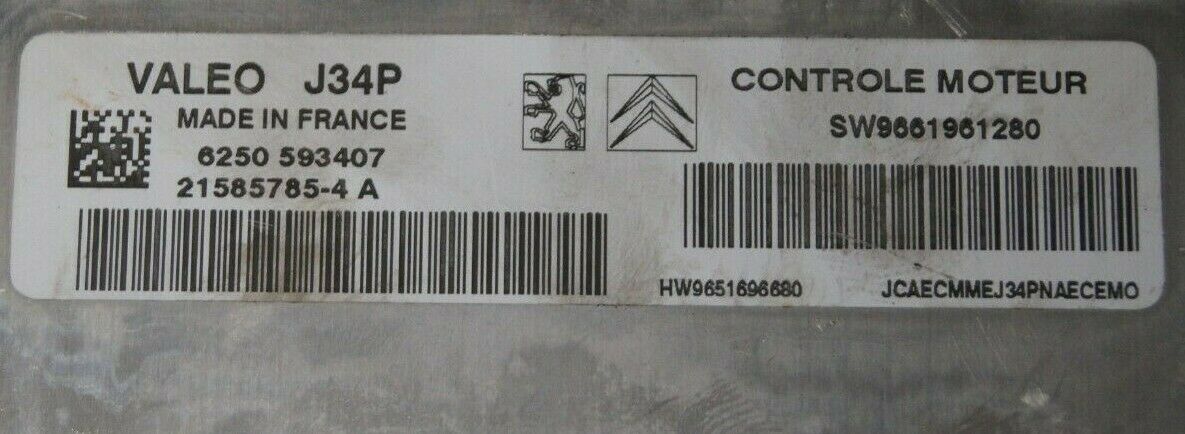 VALEO J34P
MADE IN FRANCE
6250 593407
21585785-4 A
CONTROLE MOTEUR
SW9661961280
HW9651696680
JCAECMMEJ34PNAECEMO